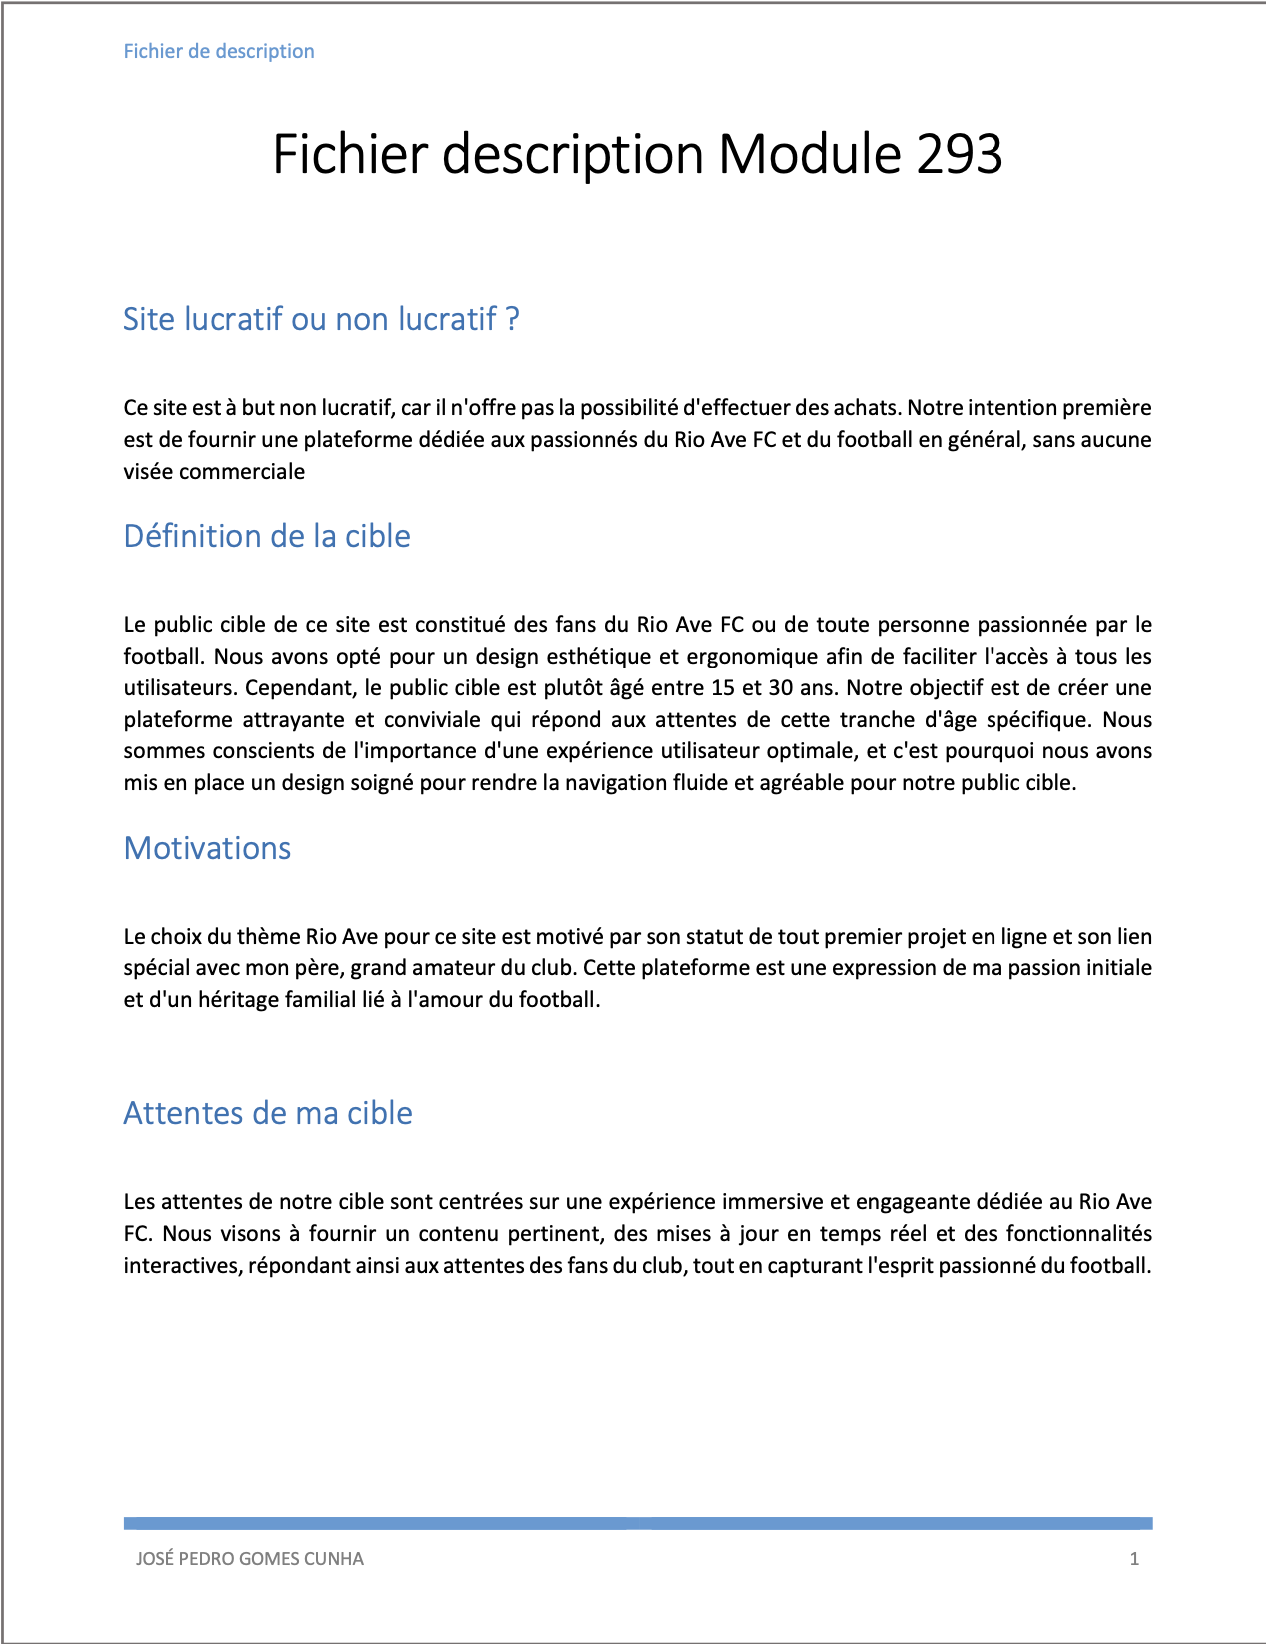 Fichier de description
Fichier description Module 293
Site lucratif ou non lucratif ?
Ce site est à but non lucratif, car il n'offre pas la possibilité d'effectuer des achats. Notre intention première
est de fournir une plateforme dédiée aux passionnés du Rio Ave FC et du football en général, sans aucune
visée commerciale
Définition de la cible
Le public cible de ce site est constitué des fans du Rio Ave FC ou de toute personne passionnée par le
football. Nous avons opté pour un design esthétique et ergonomique afin de faciliter l'accès à tous les
utilisateurs. Cependant, le public cible est plutôt âgé entre 15 et 30 ans. Notre objectif est de créer une
plateforme attrayante et conviviale qui répond aux attentes de cette tranche d'âge spécifique. Nous
sommes conscients de l'importance d'une expérience utilisateur optimale, et c'est pourquoi nous avons
mis en place un design soigné pour rendre la navigation fluide et agréable pour notre public cible.
Motivations
Le choix du thème Rio Ave pour ce site est motivé par son statut de tout premier projet en ligne et son lien
spécial avec mon père, grand amateur du club. Cette plateforme est une expression de ma passion initiale
et d'un héritage familial lié à l'amour du football.
Attentes de ma cible
Les attentes de notre cible sont centrées sur une expérience immersive et engageante dédiée au Rio Ave
FC. Nous visons à fournir un contenu pertinent, des mises à jour en temps réel et des fonctionnalités
interactives, répondant ainsi aux attentes des fans du club, tout en capturant l'esprit passionné du football.
JOSÉ PEDRO GOMES CUNHA 1